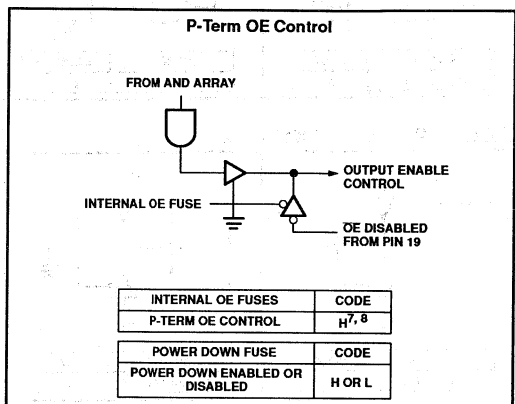 P-Term OE Control
FROM AND ARRAY
OUTPUT ENABLE
CONTROL
INTERNAL OE FUSE
OE DISABLED
FROM PIN 19
INTERNAL OE FUSES CODE
P-TERM OE CONTROL H7, 8
POWER DOWN FUSE CODE
POWER DOWN ENABLED OR
DISABLED H OR L